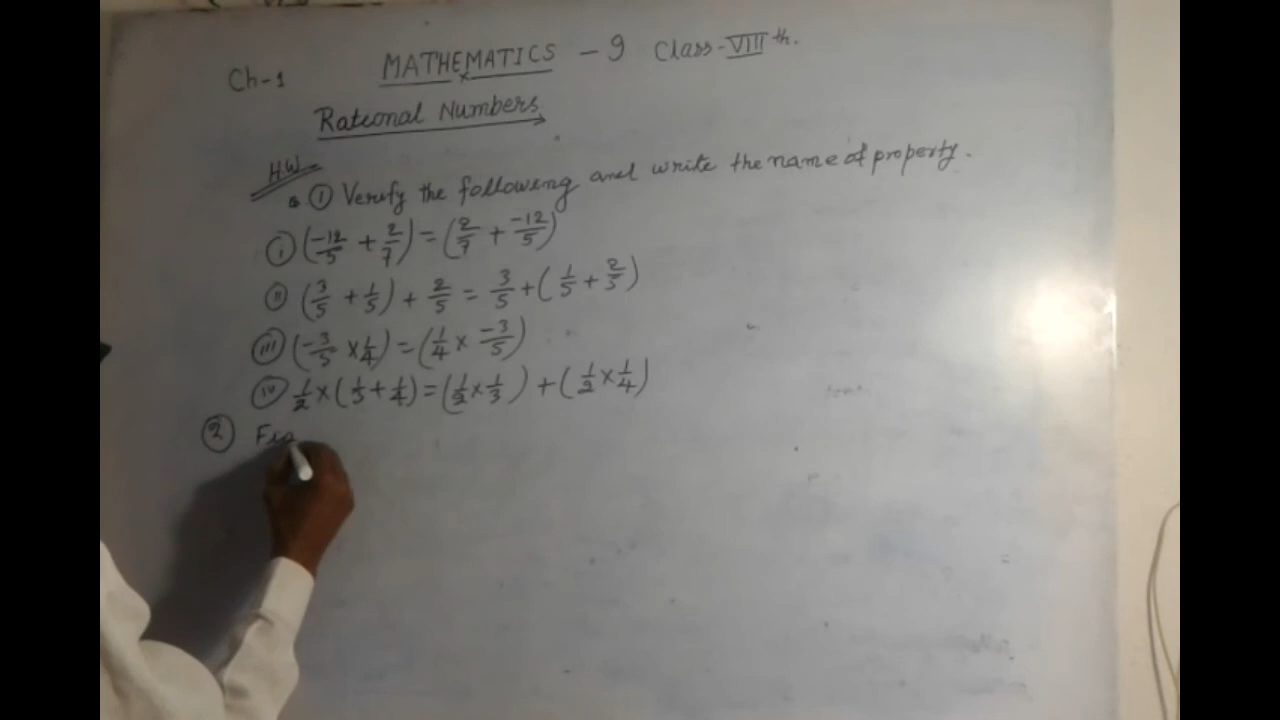 Ch-1 MATHEMATICS - 9 Class-VIIIth.
Rational Numbers
HW
Q. ① Verify the following and write the name of property.
ⓘ (-12/5 + 2/7) = (2/7 + -12/5)
ⓘⓘ (3/5 + 1/5) + 2/5 = 3/5 + (1/5 + 2/5)
ⓘⓘⓘ (-3/5 × 1/4) = (1/4 × -3/5)
ⓘⓥ 1/2 × (1/3 + 1/4) = (1/2 × 1/3) + (1/2 × 1/4)
② Fin